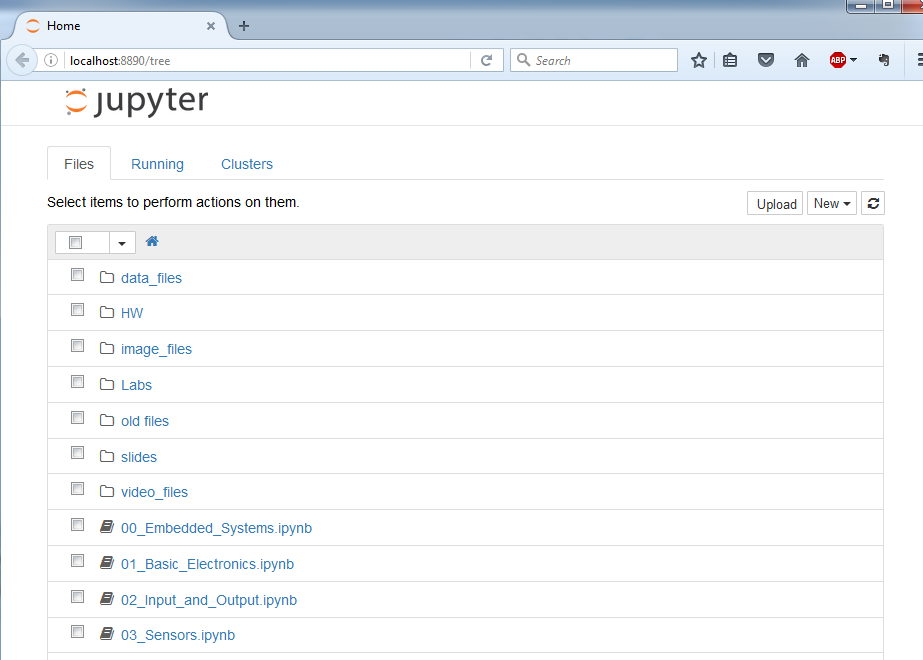 Home
localhost:8890/tree
Search
ABP
jupyter
Files Running Clusters
Select items to perform actions on them.
Upload New
data_files
HW
image_files
Labs
old files
slides
video_files
00_Embedded_Systems.ipynb
01_Basic_Electronics.ipynb
02_Input_and_Output.ipynb
03_Sensors.ipynb